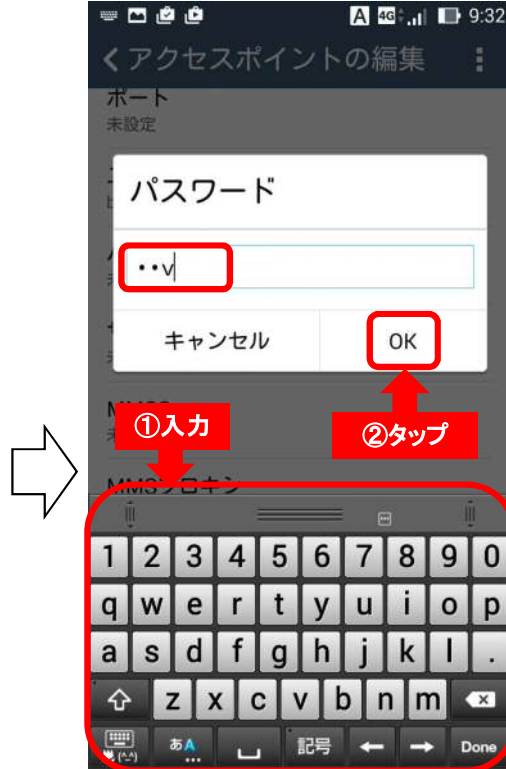 A 4G 9:32
アクセスポイントの編集
ポート
未設定
パスワード
••v
キャンセル OK
①入力 ②タップ
MMSプロキシ
1 2 3 4 5 6 7 8 9 0
q w e r t y u i o p
a s d f g h j k l .
z x c v b n m
(^_^) あA 記号 ← → Done